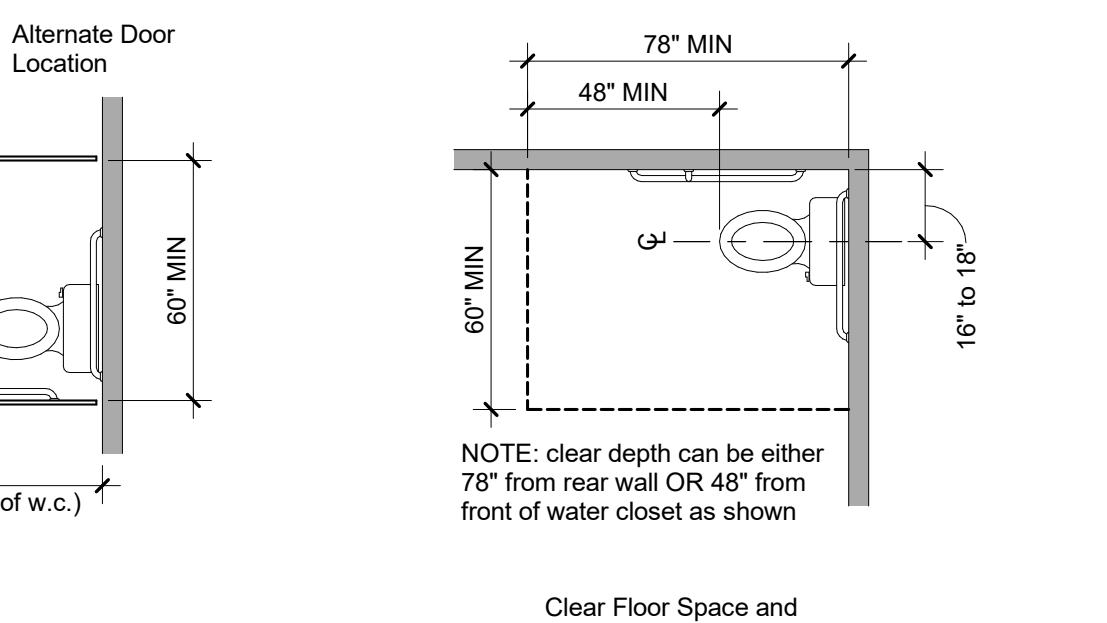 Alternate Door
Location
60" MIN
of w.c.)
78" MIN
48" MIN
60" MIN
℄
16" to 18"
NOTE: clear depth can be either
78" from rear wall OR 48" from
front of water closet as shown
Clear Floor Space and